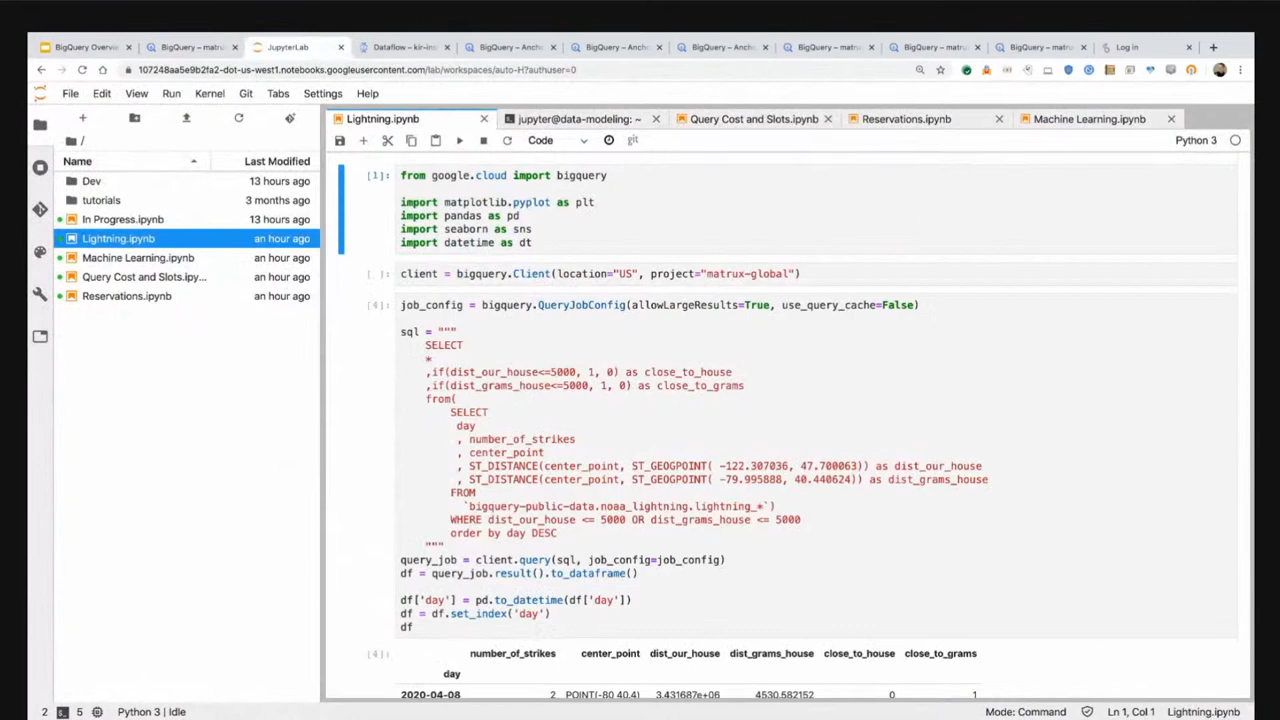 BigQuery Overvie
BigQuery – matru
JupyterLab
Dataflow – kir-ins
BigQuery – Anch
BigQuery – Anch
BigQuery – Anch
BigQuery – matru
BigQuery – matru
BigQuery – matru
Log in
107248aa5e9b2fa2-dot-us-west1.notebooks.googleusercontent.com/lab/workspaces/auto-H?authuser=0
File Edit View Run Kernel Git Tabs Settings Help
Lightning.ipynb
jupyter@data-modeling: ~
Query Cost and Slots.ipynb
Reservations.ipynb
Machine Learning.ipynb
/
Code
git
Python 3
Name Last Modified
Dev 13 hours ago
tutorials 3 months ago
In Progress.ipynb 13 hours ago
Lightning.ipynb an hour ago
Machine Learning.ipynb an hour ago
Query Cost and Slots.ipy... an hour ago
Reservations.ipynb an hour ago
[1]: from google.cloud import bigquery
import matplotlib.pyplot as plt
import pandas as pd
import seaborn as sns
import datetime as dt
[ ]: client = bigquery.Client(location="US", project="matrux-global")
[4]: job_config = bigquery.QueryJobConfig(allowLargeResults=True, use_query_cache=False)
sql = """
SELECT
*
,if(dist_our_house<=5000, 1, 0) as close_to_house
,if(dist_grams_house<=5000, 1, 0) as close_to_grams
from(
SELECT
day
, number_of_strikes
, center_point
, ST_DISTANCE(center_point, ST_GEOGPOINT( -122.307036, 47.700063)) as dist_our_house
, ST_DISTANCE(center_point, ST_GEOGPOINT( -79.995888, 40.440624)) as dist_grams_house
FROM
`bigquery-public-data.noaa_lightning.lightning_*`)
WHERE dist_our_house <= 5000 OR dist_grams_house <= 5000
order by day DESC
"""
query_job = client.query(sql, job_config=job_config)
df = query_job.result().to_dataframe()
df['day'] = pd.to_datetime(df['day'])
df = df.set_index('day')
df
[4]: number_of_strikes center_point dist_our_house dist_grams_house close_to_house close_to_grams
day
2020-04-08 2 POINT(-80 40.4) 3.431687e+06 4530.582152 0 1
2 5 Python 3 | Idle
Mode: Command Ln 1, Col 1 Lightning.ipynb